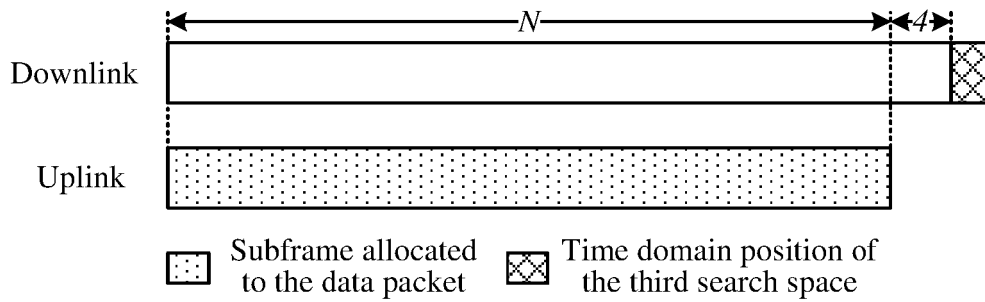 N 4
Downlink
Uplink
Subframe allocated
to the data packet
Time domain position of
the third search space